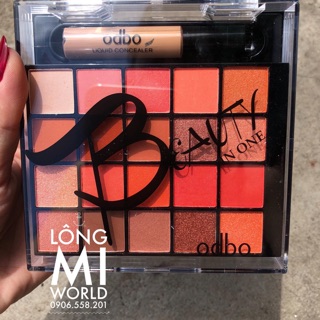 odbo
LIQUID CONCEALER
BEAUTY
IN ONE
odbo
LÔNG
MI
WORLD
0906.558.201